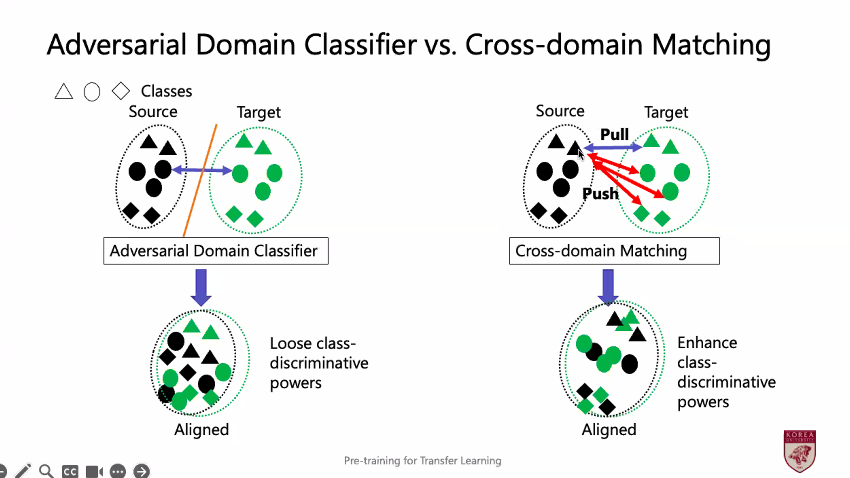 Adversarial Domain Classifier vs. Cross-domain Matching
Classes
Source
Target
Adversarial Domain Classifier
Loose class-
discriminative
powers
Aligned
Source
Target
Pull
Push
Cross-domain Matching
Enhance
class-
discriminative
powers
Aligned
Pre-training for Transfer Learning
KOREA
UNIVERSITY
CC